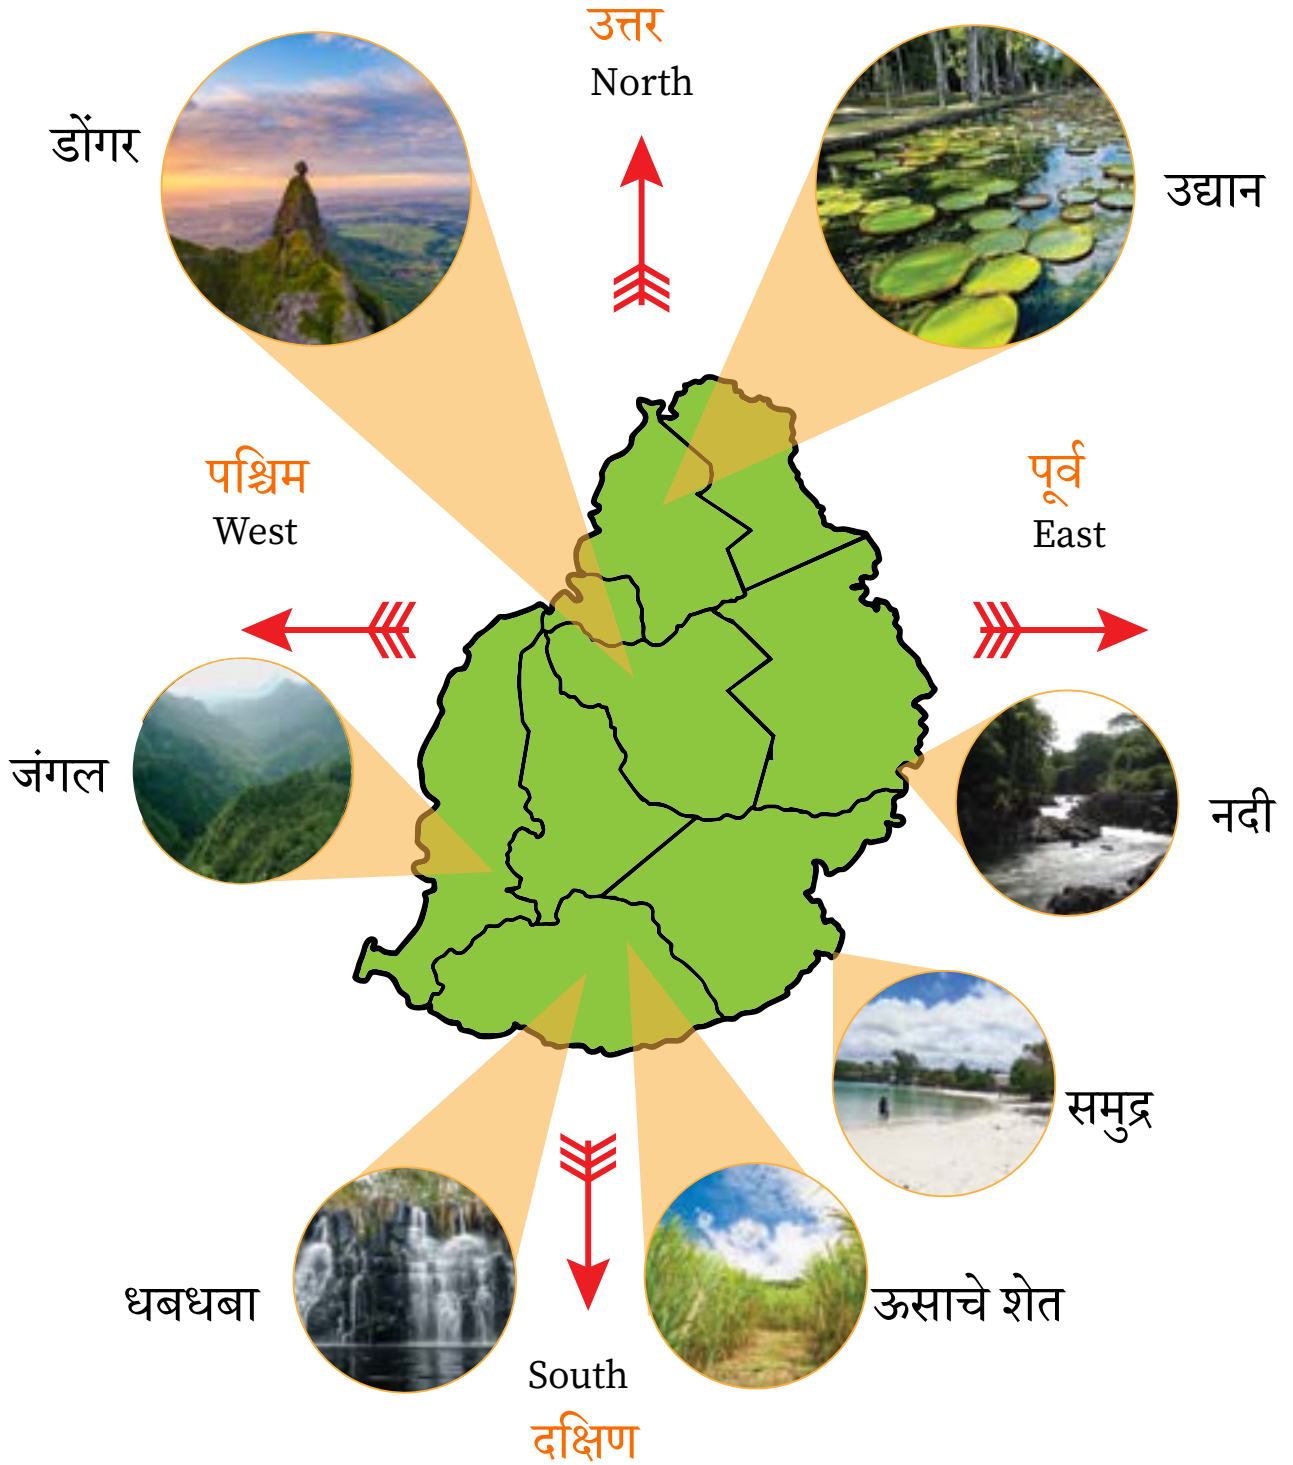 उत्तर
North
डोंगर
उद्यान
पश्चिम
West
पूर्व
East
जंगल
नदी
समुद्र
धबधबा
ऊसाचे शेत
South
दक्षिण